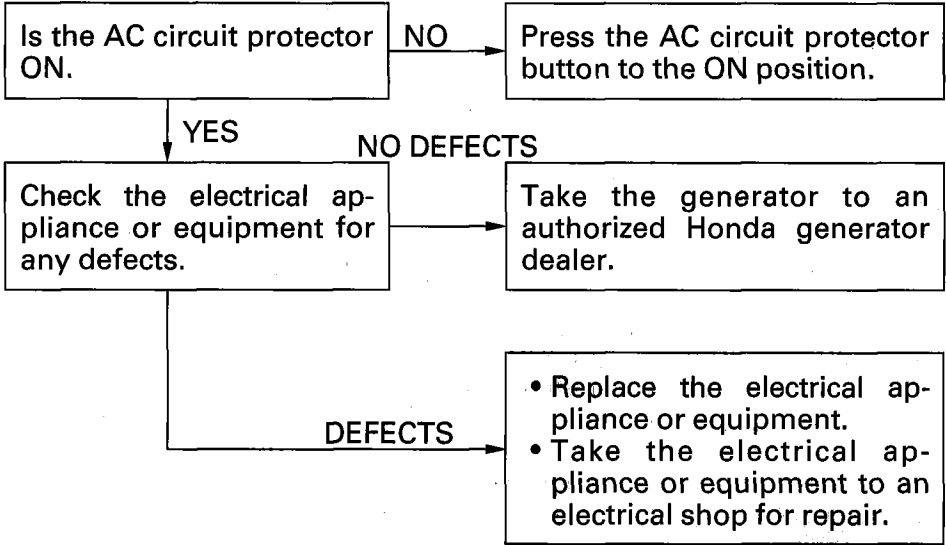 Is the AC circuit protector
ON.
NO
Press the AC circuit protector
button to the ON position.
YES
NO DEFECTS
Check the electrical ap-
pliance or equipment for
any defects.
Take the generator to an
authorized Honda generator
dealer.
DEFECTS
• Replace the electrical ap-
pliance or equipment.
• Take the electrical ap-
pliance or equipment to an
electrical shop for repair.